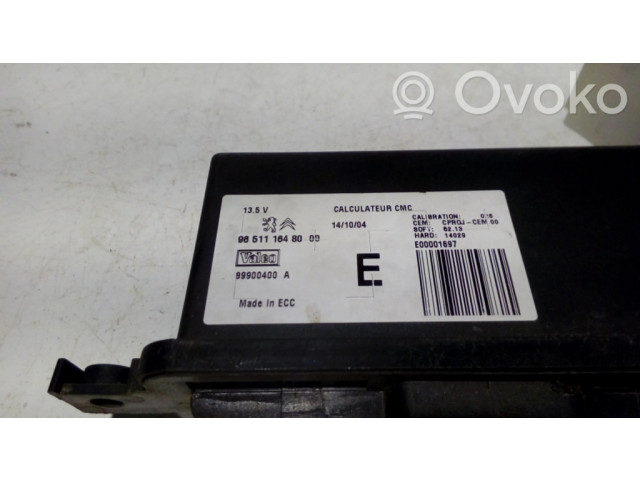 Ovoko
13.5 V
CALCULATEUR CMC
14/10/04
CALIBRATION:
CEM: CPROJ-CEM 00
SOFT: 62.13
HARD: 14029
E00001697
96 511 164 80 00
Valeo
89900400 A
E
Made in ECC